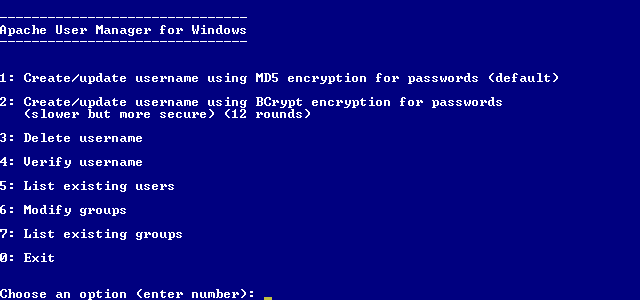 -------------------------------
Apache User Manager for Windows
-------------------------------
1: Create/update username using MD5 encryption for passwords (default)
2: Create/update username using BCrypt encryption for passwords
(slower but more secure) (12 rounds)
3: Delete username
4: Verify username
5: List existing users
6: Modify groups
7: List existing groups
0: Exit
Choose an option (enter number): _